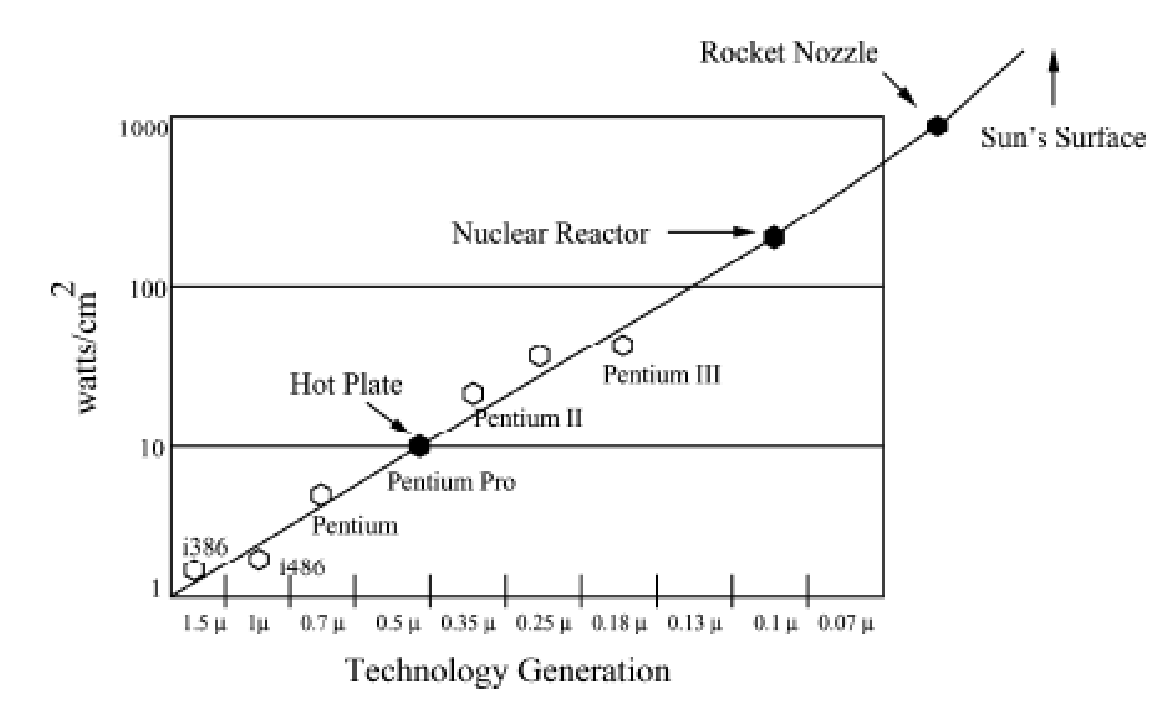 Rocket Nozzle
1000
Sun's Surface
Nuclear Reactor
100
watts/cm2
Pentium III
Hot Plate
Pentium II
10
Pentium Pro
Pentium
i386
i486
1
1.5 μ 1μ 0.7 μ 0.5 μ 0.35 μ 0.25 μ 0.18 μ 0.13 μ 0.1 μ 0.07 μ
Technology Generation